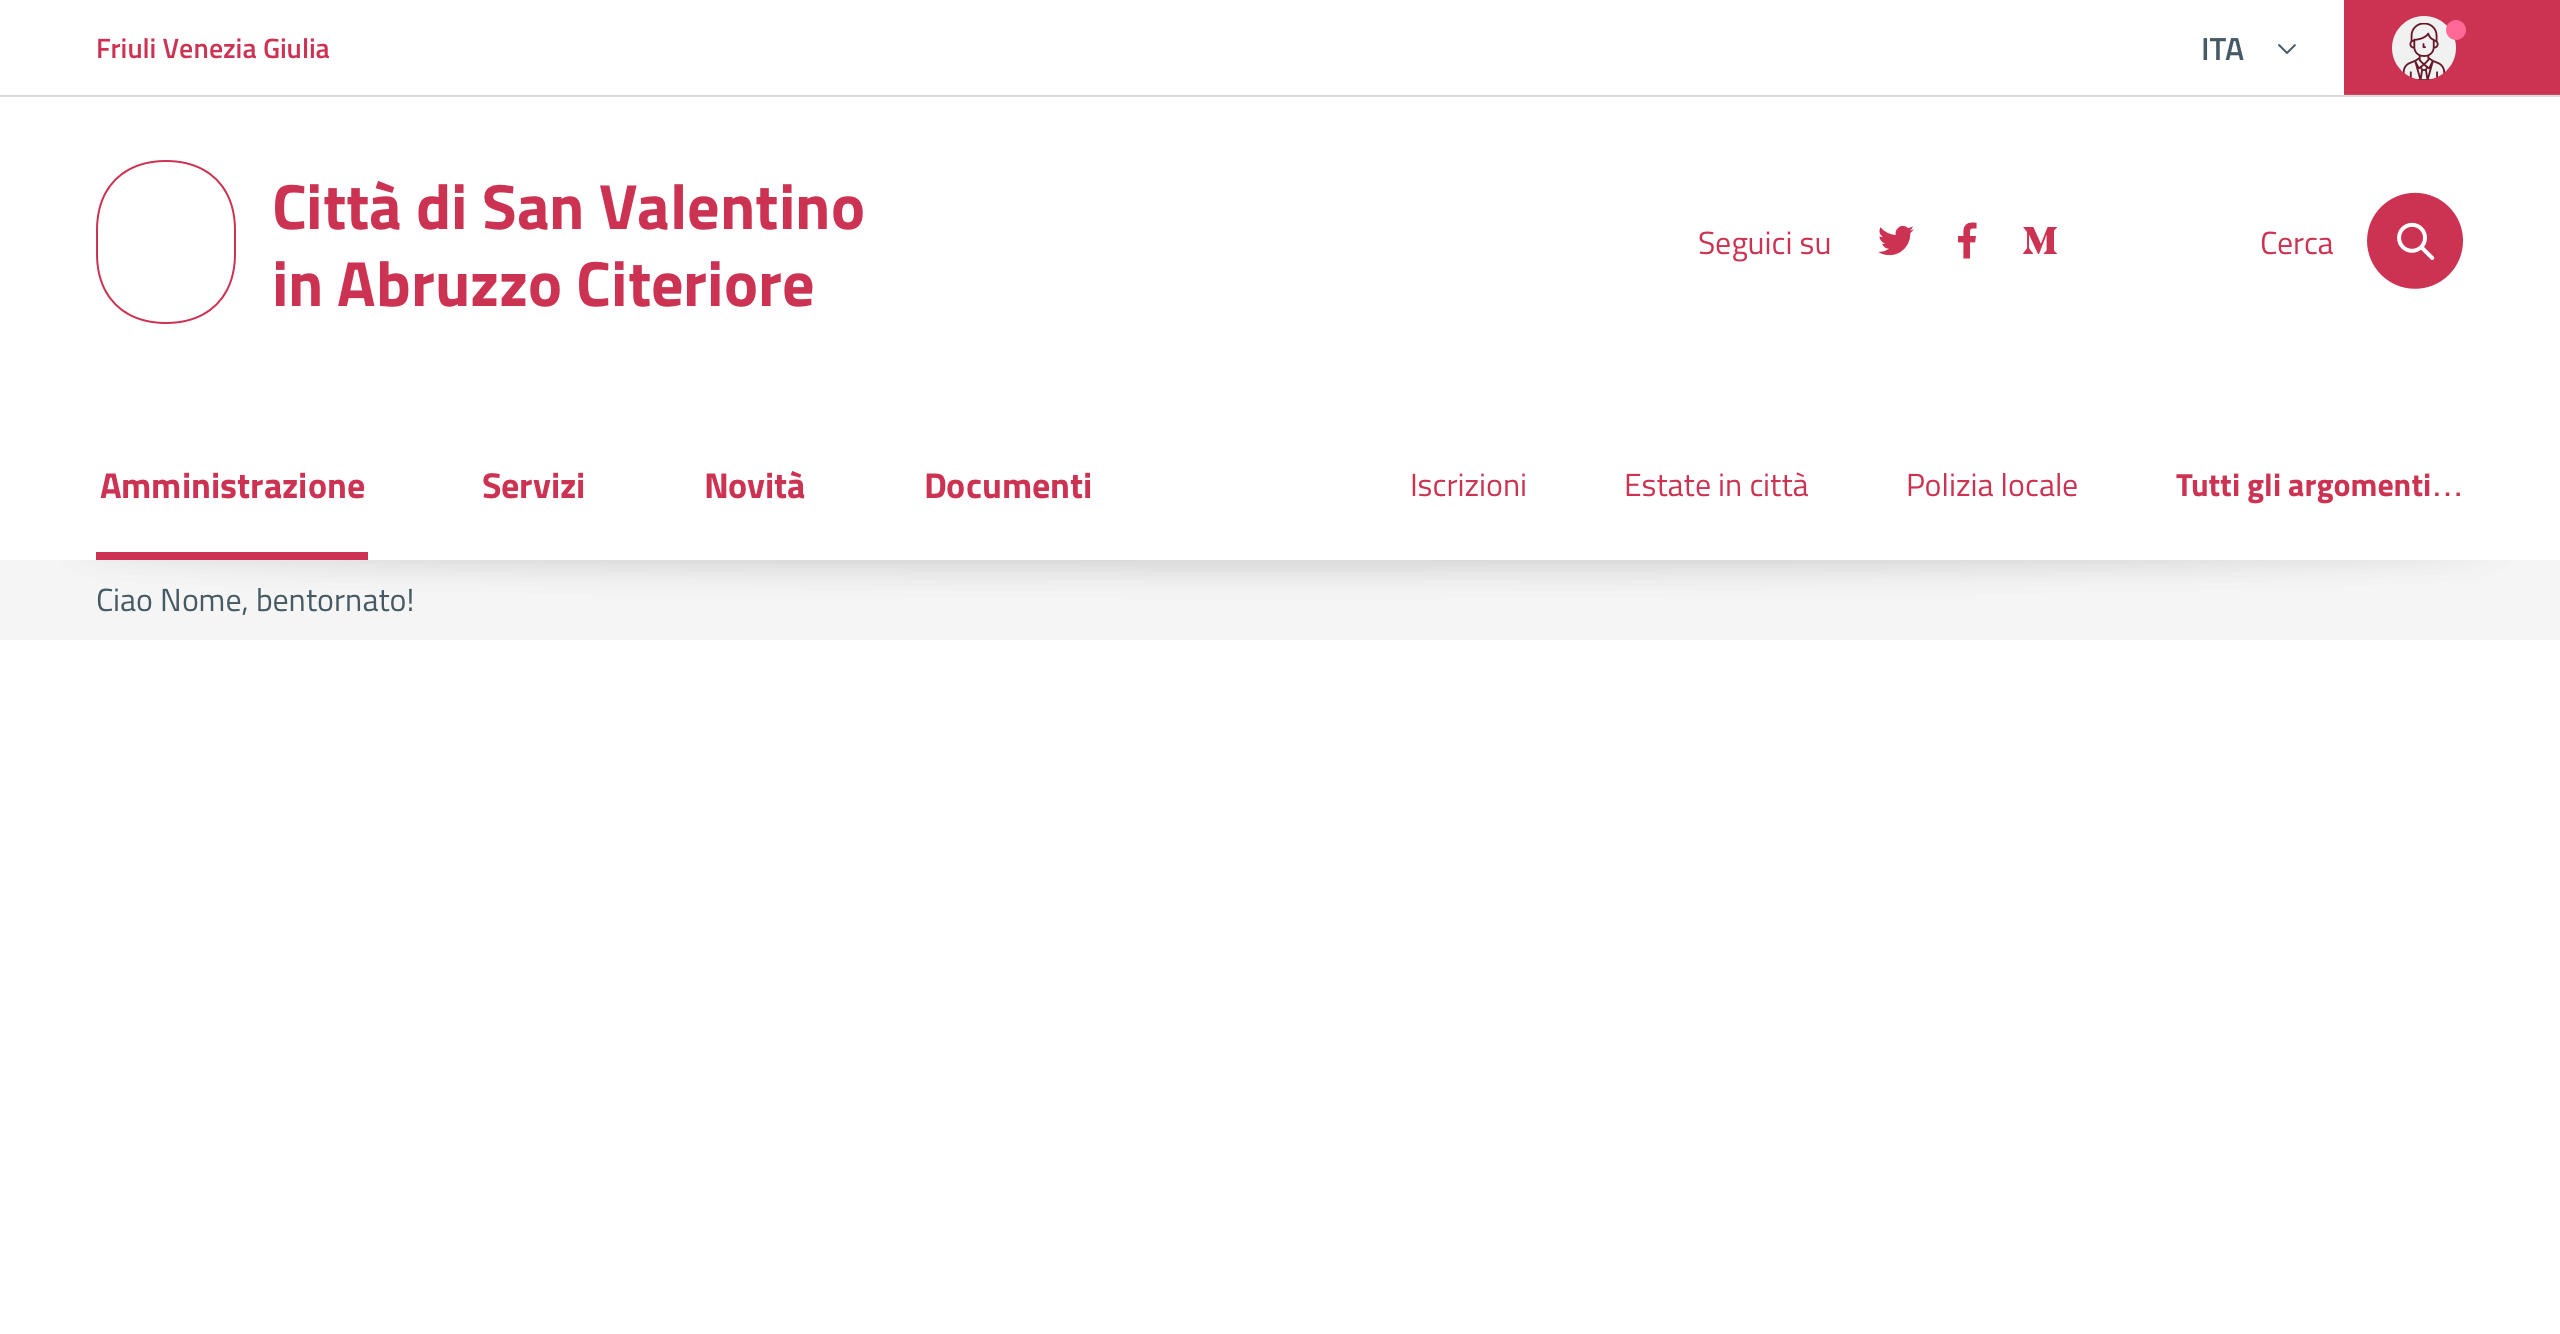 Friuli Venezia Giulia
ITA
Città di San Valentino
in Abruzzo Citeriore
Seguici su
Cerca
Amministrazione Servizi Novità Documenti Iscrizioni Estate in città Polizia locale Tutti gli argomenti...
Ciao Nome, bentornato!